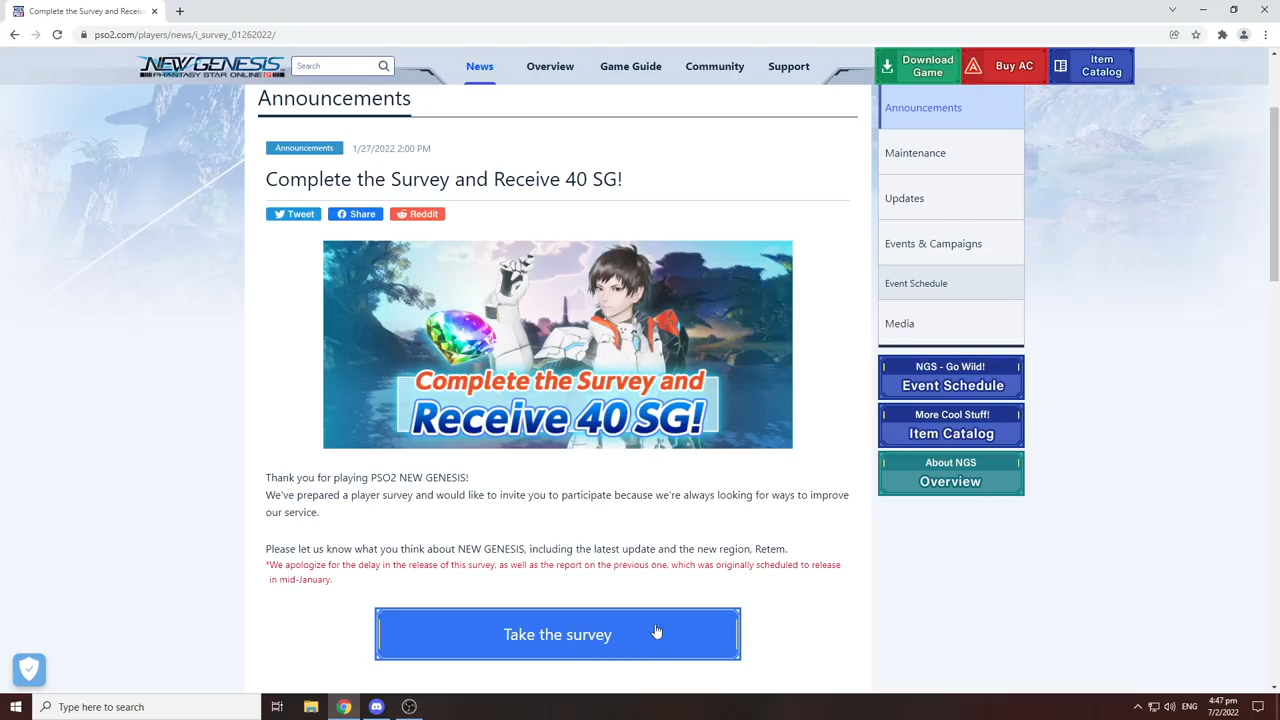 Complete the Survey and Receive
pso2.com/players/news/i_survey_01262022/
NEW GENESIS
PHANTASY STAR ONLINE 2
Search
News
Overview
Game Guide
Community
Support
Download
Game
Buy AC
Item
Catalog
Announcements
Announcements
1/27/2022 2:00 PM
Complete the Survey and Receive 40 SG!
Tweet
Share
Reddit
Complete the Survey and
Receive 40 SG!
Thank you for playing PSO2 NEW GENESIS!
We've prepared a player survey and would like to invite you to participate because we're always looking for ways to improve
our service.
Please let us know what you think about NEW GENESIS, including the latest update and the new region, Retem.
*We apologize for the delay in the release of this survey, as well as the report on the previous one, which was originally scheduled to release
in mid-January.
Take the survey
Announcements
Maintenance
Updates
Events & Campaigns
Event Schedule
Media
NGS - Go Wild!
Event Schedule
More Cool Stuff!
Item Catalog
About NGS
Overview
Type here to search
ENG
4:47 pm
7/2/2022